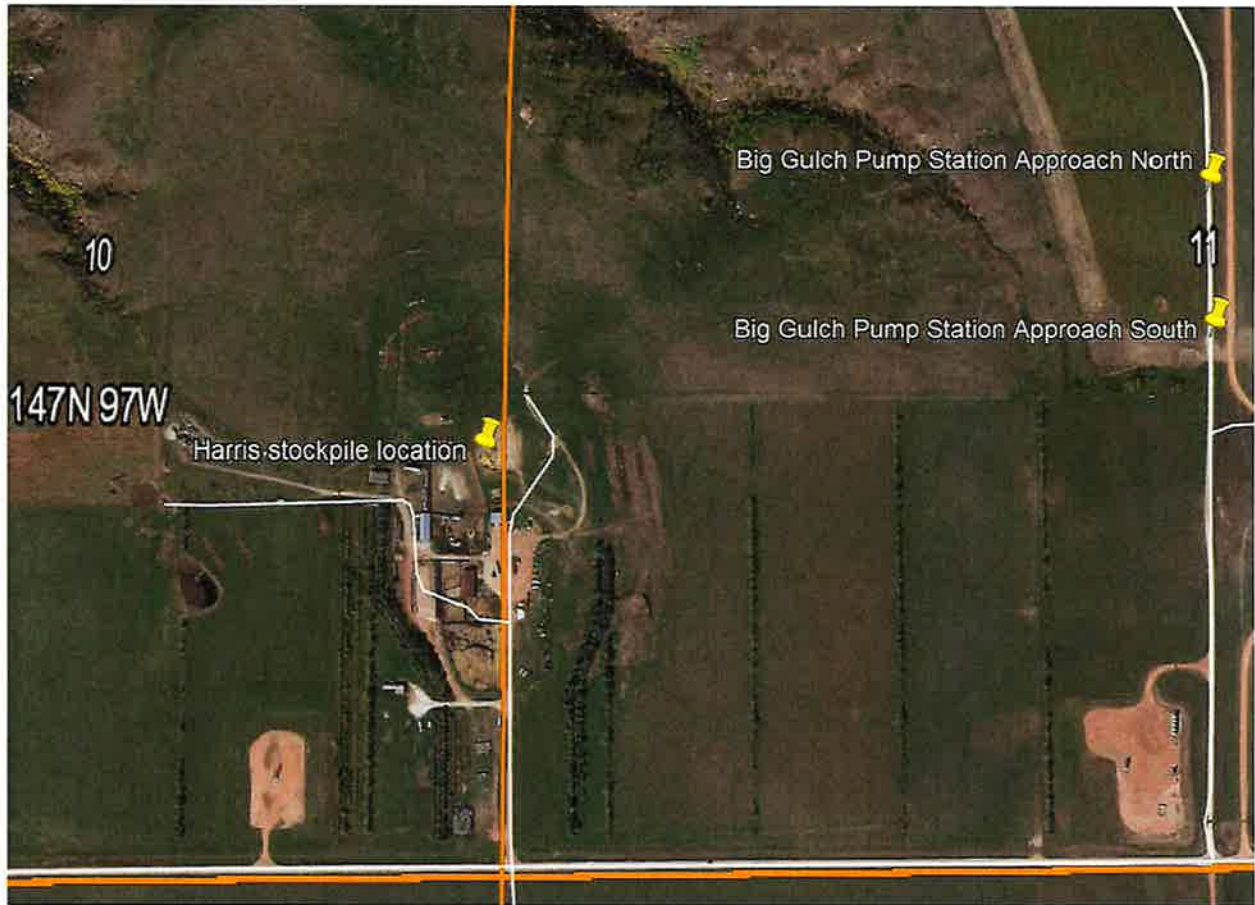 Big Gulch Pump Station Approach North
10
11
Big Gulch Pump Station Approach South
147N 97W
Harris stockpile location